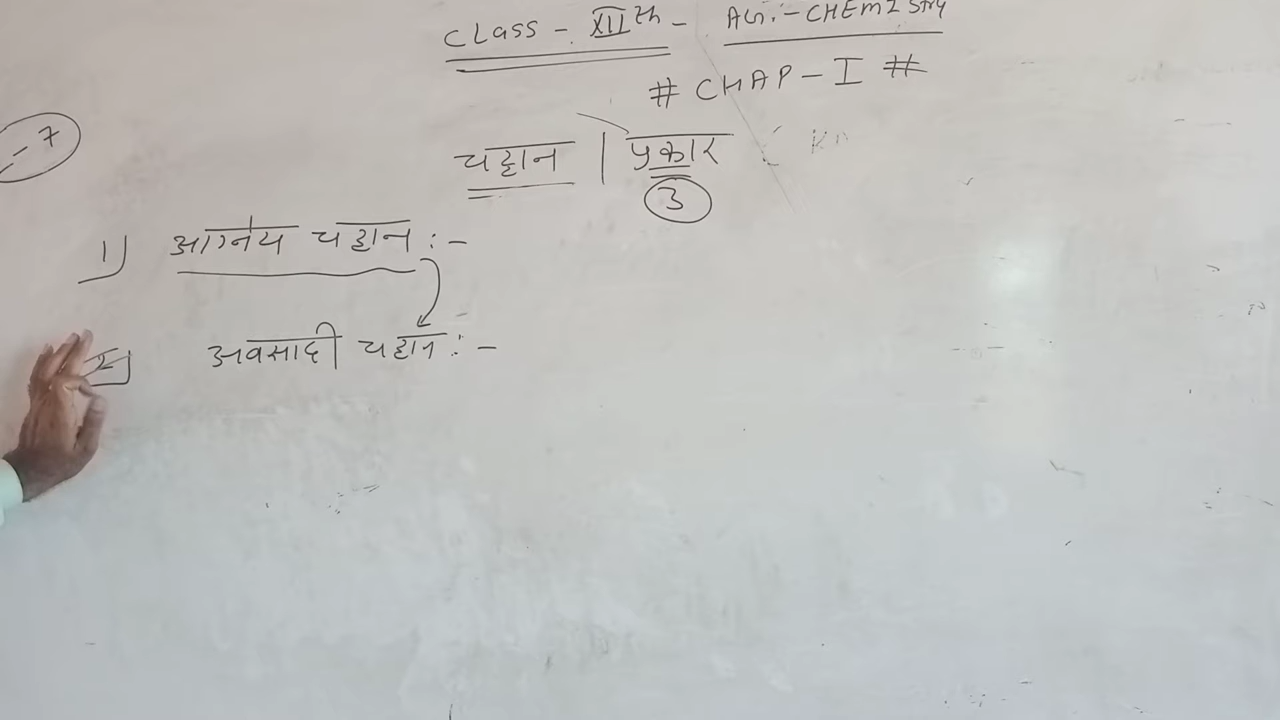 CLass - XIIth - AGri.-CHEMIStry
# CHAP - I #
- 7
चट्टान | प्रकार
3
1) आग्नेय चट्टान :-
2) अवसादी चट्टान :-